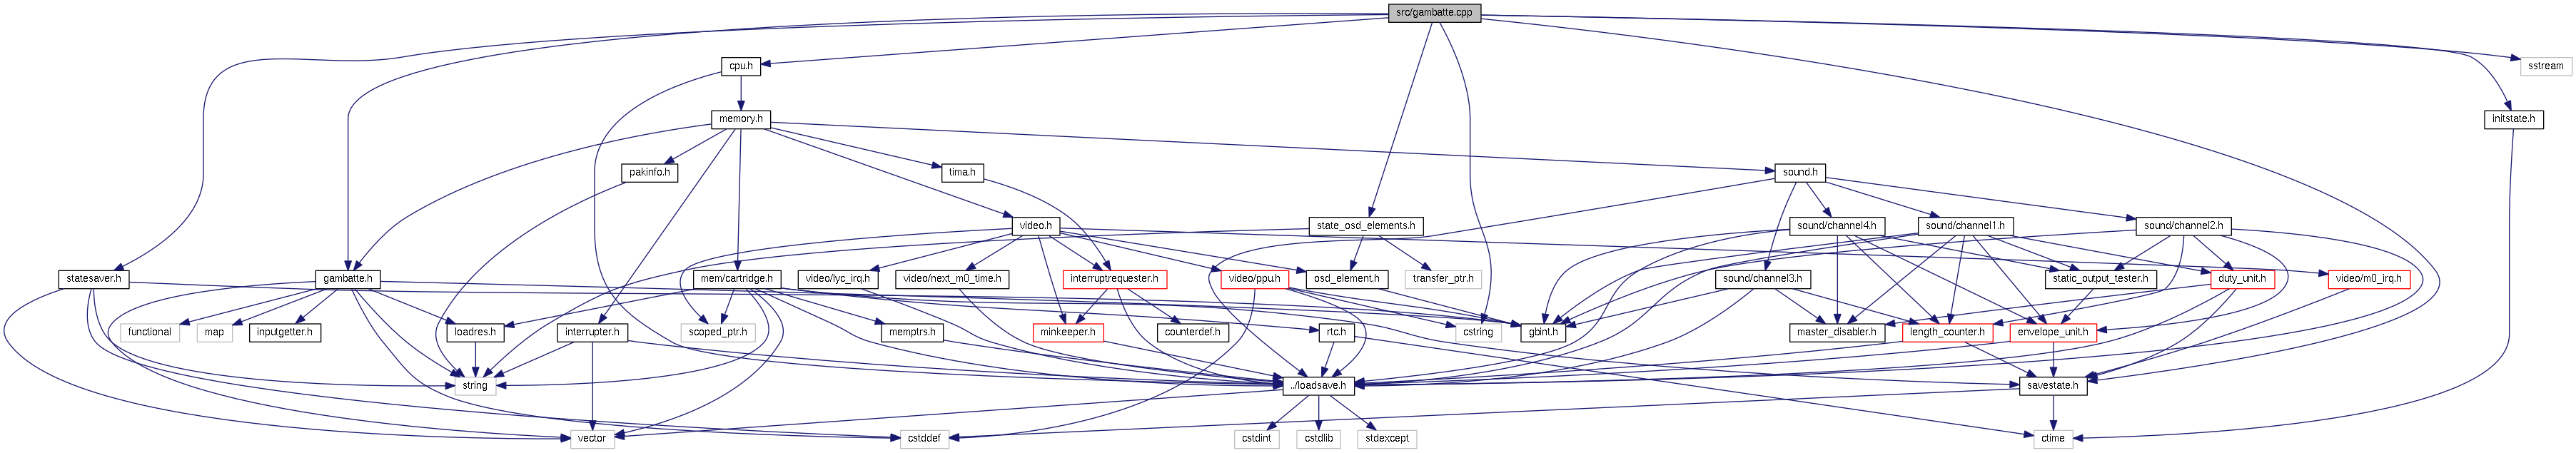 src/gambatte.cpp
cpu.h
sstream
memory.h
initstate.h
pakinfo.h
tima.h
sound.h
video.h
state_osd_elements.h
sound/channel4.h
sound/channel1.h
sound/channel2.h
statesaver.h
gambatte.h
mem/cartridge.h
video/lyc_irq.h
video/next_m0_time.h
interruptrequester.h
video/ppu.h
osd_element.h
transfer_ptr.h
sound/channel3.h
static_output_tester.h
duty_unit.h
video/m0_irq.h
functional
map
inputgetter.h
loadres.h
interrupter.h
scoped_ptr.h
memptrs.h
minkeeper.h
counterdef.h
rtc.h
cstring
gbint.h
master_disabler.h
length_counter.h
envelope_unit.h
string
../loadsave.h
savestate.h
vector
cstddef
cstdint
cstdlib
stdexcept
ctime